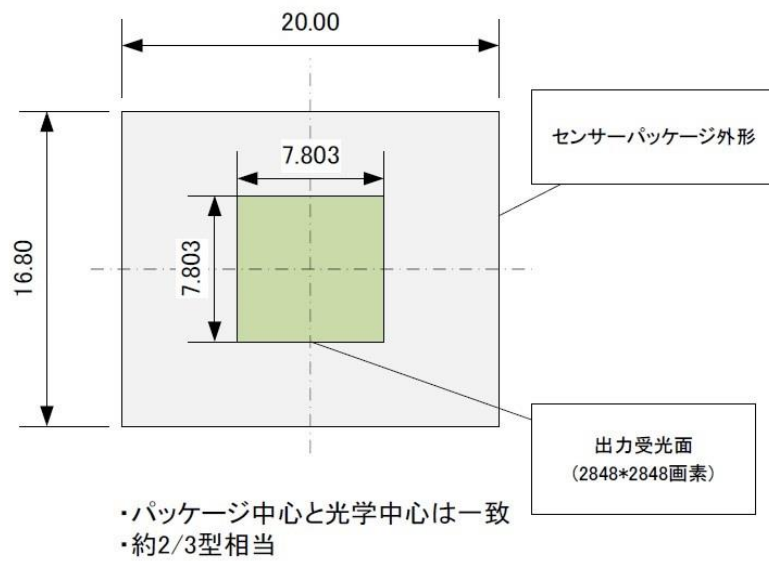 20.00
センサーパッケージ外形
7.803
7.803
16.80
出力受光面
（2848*2848画素）
・パッケージ中心と光学中心は一致
・約2/3型相当